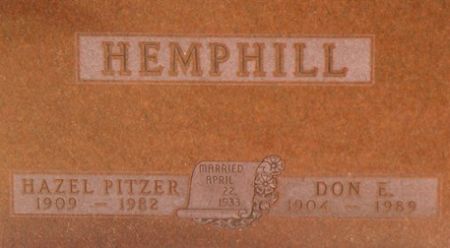 HEMPHILL
HAZEL PITZER
1909 — 1982
MARRIED
APRIL
22
1933
DON E.
1904 — 1989